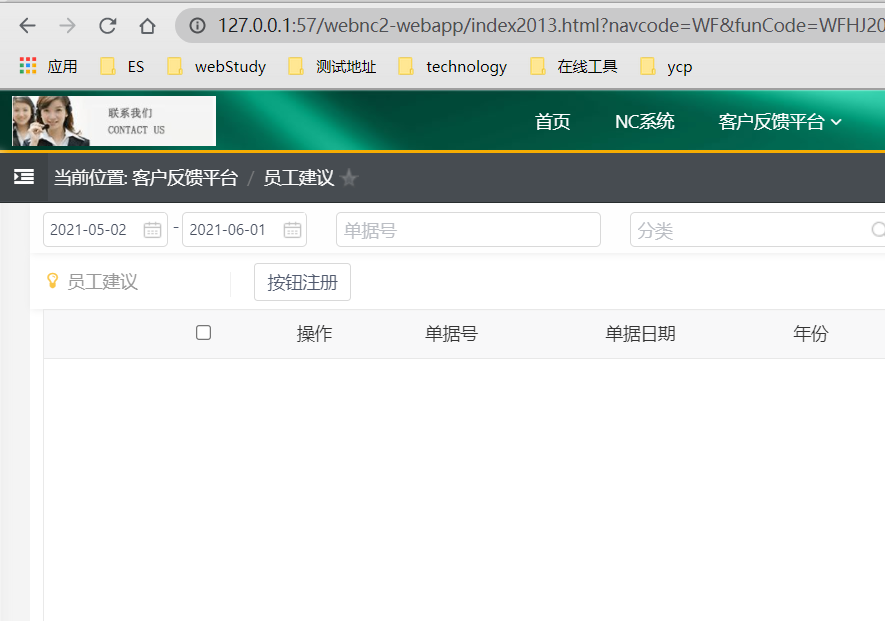 127.0.0.1:57/webnc2-webapp/index2013.html?navcode=WF&funCode=WFHJ20
应用 ES webStudy 测试地址 technology 在线工具 ycp
联系我们
CONTACT US
首页 NC系统 客户反馈平台
当前位置: 客户反馈平台 / 员工建议
2021-05-02 - 2021-06-01 单据号 分类
员工建议 按钮注册
操作 单据号 单据日期 年份